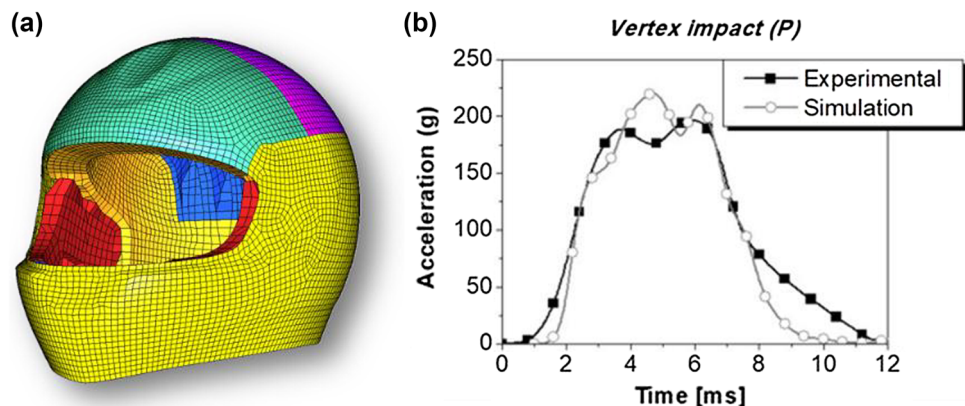 (a)
(b)
Vertex impact (P)
250
200
150
100
50
0
Acceleration (g)
Experimental
Simulation
0 2 4 6 8 10 12
Time [ms]